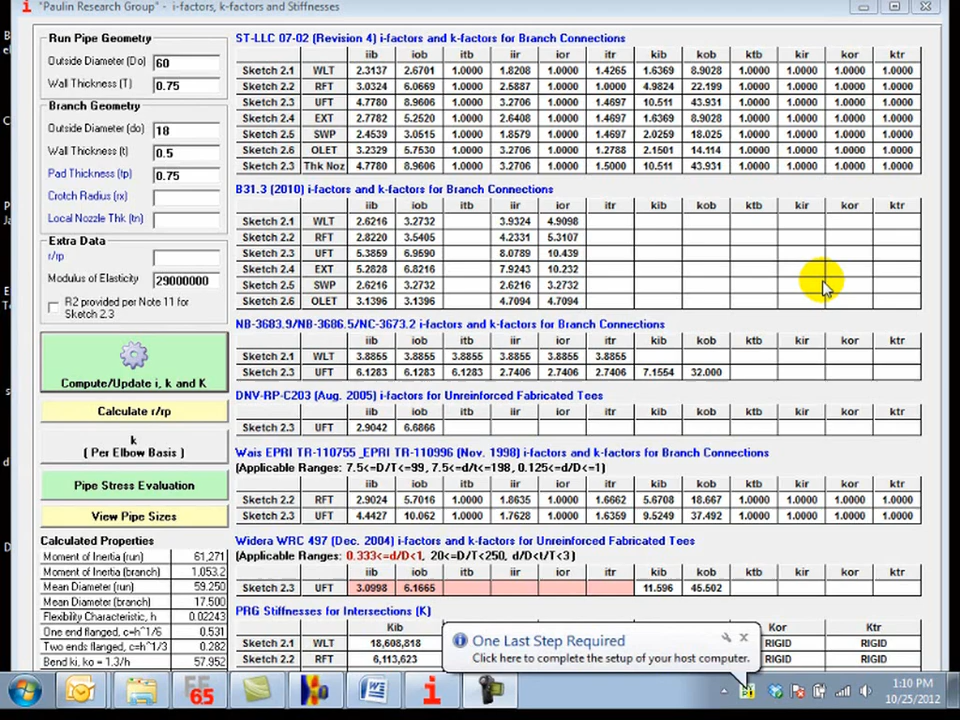 "Paulin Research Group" - i-factors, k-factors and Stiffnesses
Run Pipe Geometry
Outside Diameter (Do) 60
Wall Thickness (T) 0.75
Branch Geometry
Outside Diameter (do) 18
Wall Thickness (t) 0.5
Pad Thickness (tp) 0.75
Crotch Radius (rx)
Local Nozzle Thk (tn)
Extra Data
r/rp
Modulus of Elasticity 29000000
R2 provided per Note 11 for
Sketch 2.3
Compute/Update i, k and K
Calculate r/rp
k
( Per Elbow Basis )
Pipe Stress Evaluation
View Pipe Sizes
Calculated Properties
Moment of Inertia (run) 61,271
Moment of Inertia (branch) 1,053.2
Mean Diameter (run) 59.250
Mean Diameter (branch) 17.500
Flexibility Characteristic, h 0.02243
One end flanged, c=h^1/6 0.531
Two ends flanged, c=h^1/3 0.282
Bend ki, ko = 1.3/h 57.952
ST-LLC 07-02 (Revision 4) i-factors and k-factors for Branch Connections
iib iob itb iir ior itr kib kob ktb kir kor ktr
Sketch 2.1 WLT 2.3137 2.6701 1.0000 1.8208 1.0000 1.4265 1.6369 8.9028 1.0000 1.0000 1.0000 1.0000
Sketch 2.2 RFT 3.0324 6.0669 1.0000 2.5887 1.0000 1.4697 4.9824 22.199 1.0000 1.0000 1.0000 1.0000
Sketch 2.3 UFT 4.7780 8.9606 1.0000 3.2706 1.0000 1.4697 10.511 43.931 1.0000 1.0000 1.0000 1.0000
Sketch 2.4 EXT 2.7782 5.2520 1.0000 2.6408 1.0000 1.4697 1.6369 8.9028 1.0000 1.0000 1.0000 1.0000
Sketch 2.5 SWP 2.4539 3.0515 1.0000 1.8579 1.0000 1.4697 2.0259 18.025 1.0000 1.0000 1.0000 1.0000
Sketch 2.6 OLET 3.2329 5.7530 1.0000 3.2706 1.0000 1.2788 2.1501 14.114 1.0000 1.0000 1.0000 1.0000
Sketch 2.3 Thk Noz 4.7780 8.9606 1.0000 3.2706 1.0000 1.5000 10.511 43.931 1.0000 1.0000 1.0000 1.0000
B31.3 (2010) i-factors and k-factors for Branch Connections
iib iob itb iir ior itr kib kob ktb kir kor ktr
Sketch 2.1 WLT 2.6216 3.2732 3.9324 4.9098
Sketch 2.2 RFT 2.8220 3.5405 4.2331 5.3107
Sketch 2.3 UFT 5.3859 6.9590 8.0789 10.439
Sketch 2.4 EXT 5.2828 6.8216 7.9243 10.232
Sketch 2.5 SWP 2.6216 3.2732 2.6216 3.2732
Sketch 2.6 OLET 3.1396 3.1396 4.7094 4.7094
NB-3683.9/NB-3686.5/NC-3673.2 i-factors and k-factors for Branch Connections
iib iob itb iir ior itr kib kob ktb kir kor ktr
Sketch 2.1 WLT 3.8855 3.8855 3.8855 3.8855 3.8855 3.8855
Sketch 2.3 UFT 6.1283 6.1283 6.1283 2.7406 2.7406 2.7406 7.1554 32.000
DNV-RP-C203 (Aug. 2005) i-factors for Unreinforced Fabricated Tees
iib iob itb iir ior itr kib kob ktb kir kor ktr
Sketch 2.3 UFT 2.9042 6.6866
Wais EPRI TR-110755 _EPRI TR-110996 (Nov. 1998) i-factors and k-factors for Branch Connections
(Applicable Ranges: 7.5<=D/T<=99, 7.5<=d/t<=198, 0.125<=d/D<=1)
iib iob itb iir ior itr kib kob ktb kir kor ktr
Sketch 2.2 RFT 2.9024 5.7016 1.0000 1.8635 1.0000 1.6662 5.6708 18.667 1.0000 1.0000 1.0000 1.0000
Sketch 2.3 UFT 4.4427 10.062 1.0000 1.7628 1.0000 1.6359 9.5249 37.492 1.0000 1.0000 1.0000 1.0000
Widera WRC 497 (Dec. 2004) i-factors and k-factors for Unreinforced Fabricated Tees
(Applicable Ranges: 0.333<=d/D<1, 20<=D/T<250, d/D<t/T<3)
iib iob itb iir ior itr kib kob ktb kir kor ktr
Sketch 2.3 UFT 3.0998 6.1665 11.596 45.502
PRG Stiffnesses for Intersections (K)
Kib Kor Ktr
Sketch 2.1 WLT 18,608,818 RIGID RIGID
Sketch 2.2 RFT 6,113,623 RIGID RIGID
One Last Step Required
Click here to complete the setup of your host computer.
1:10 PM
10/25/2012